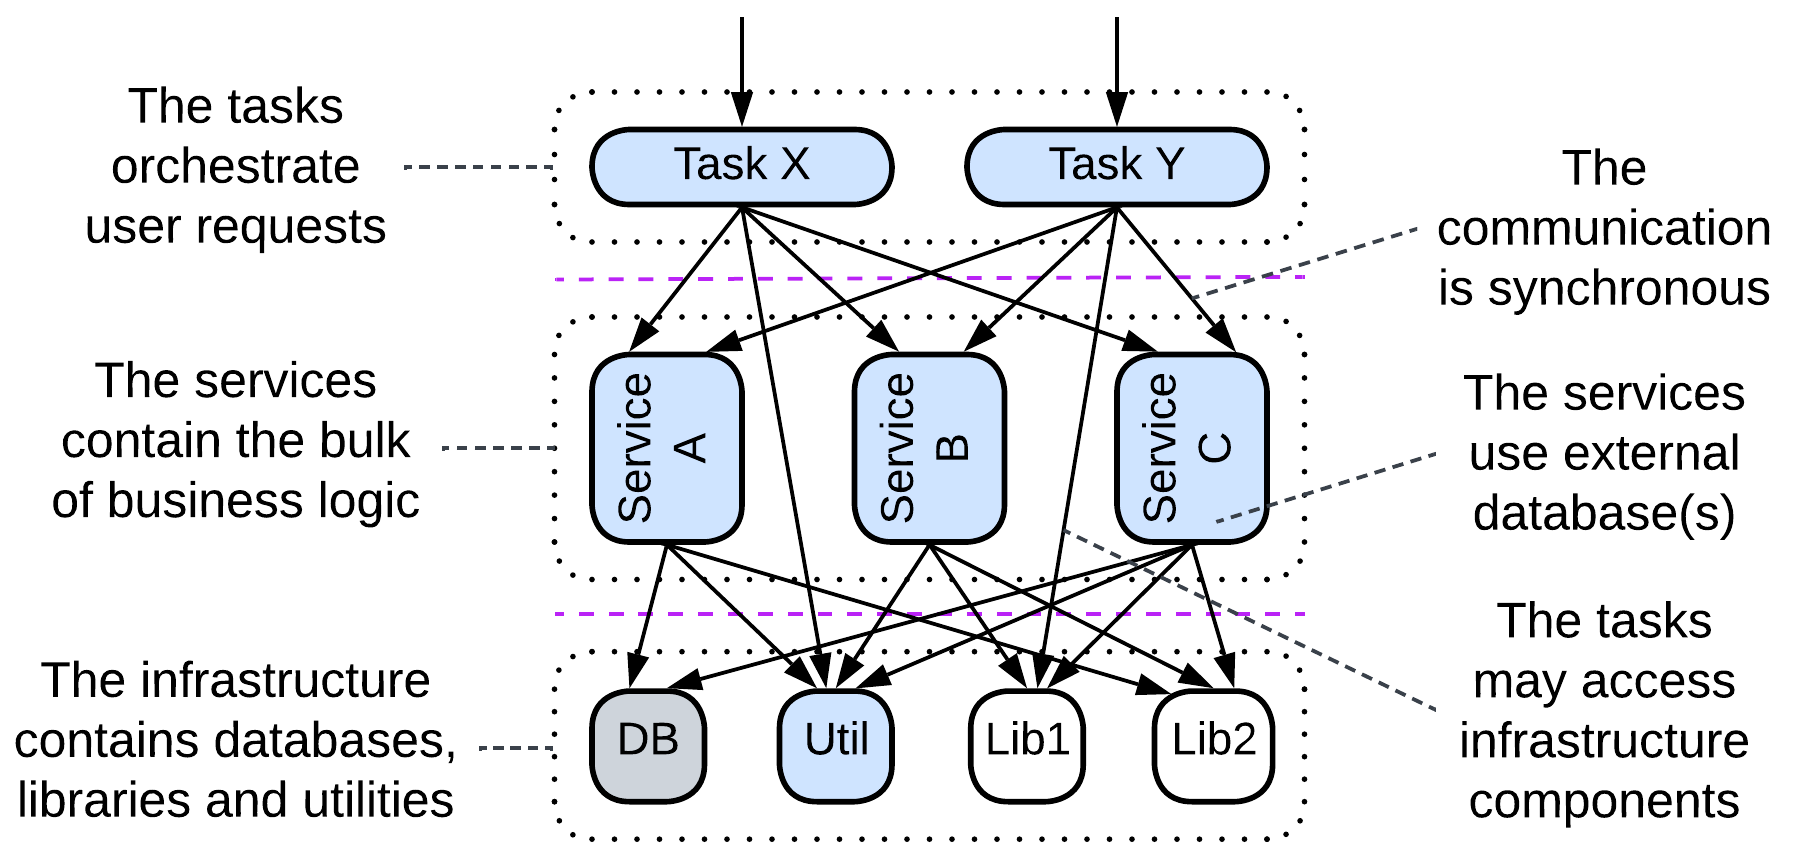 The tasks
orchestrate
user requests
Task X
Task Y
The
communication
is synchronous
The services
contain the bulk
of business logic
Service
A
Service
B
Service
C
The services
use external
database(s)
The infrastructure
contains databases,
libraries and utilities
DB
Util
Lib1
Lib2
The tasks
may access
infrastructure
components